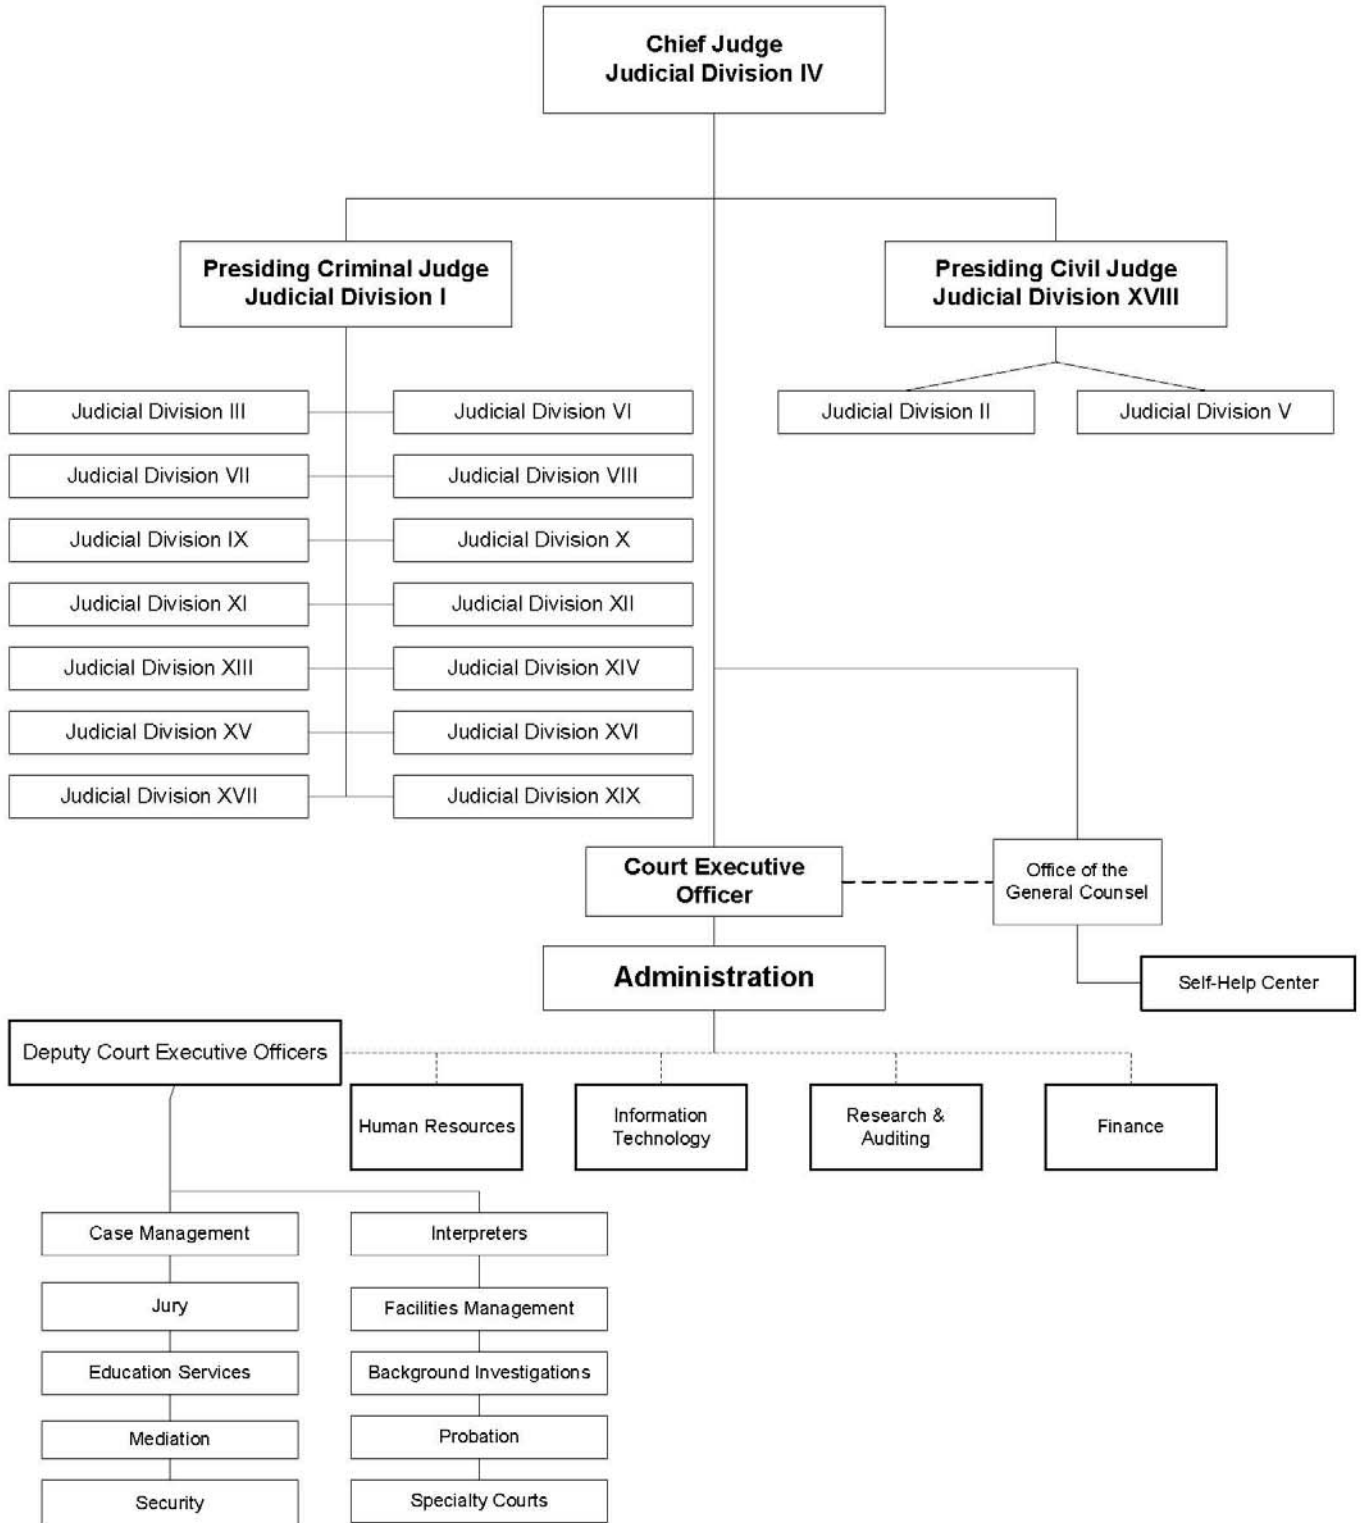 Chief Judge
Judicial Division IV
Presiding Criminal Judge
Judicial Division I
Presiding Civil Judge
Judicial Division XVIII
Judicial Division III
Judicial Division VI
Judicial Division II
Judicial Division V
Judicial Division VII
Judicial Division VIII
Judicial Division IX
Judicial Division X
Judicial Division XI
Judicial Division XII
Judicial Division XIII
Judicial Division XIV
Judicial Division XV
Judicial Division XVI
Judicial Division XVII
Judicial Division XIX
Court Executive
Officer
Office of the
General Counsel
Administration
Self-Help Center
Deputy Court Executive Officers
Human Resources
Information
Technology
Research &
Auditing
Finance
Case Management
Interpreters
Jury
Facilities Management
Education Services
Background Investigations
Mediation
Probation
Security
Specialty Courts